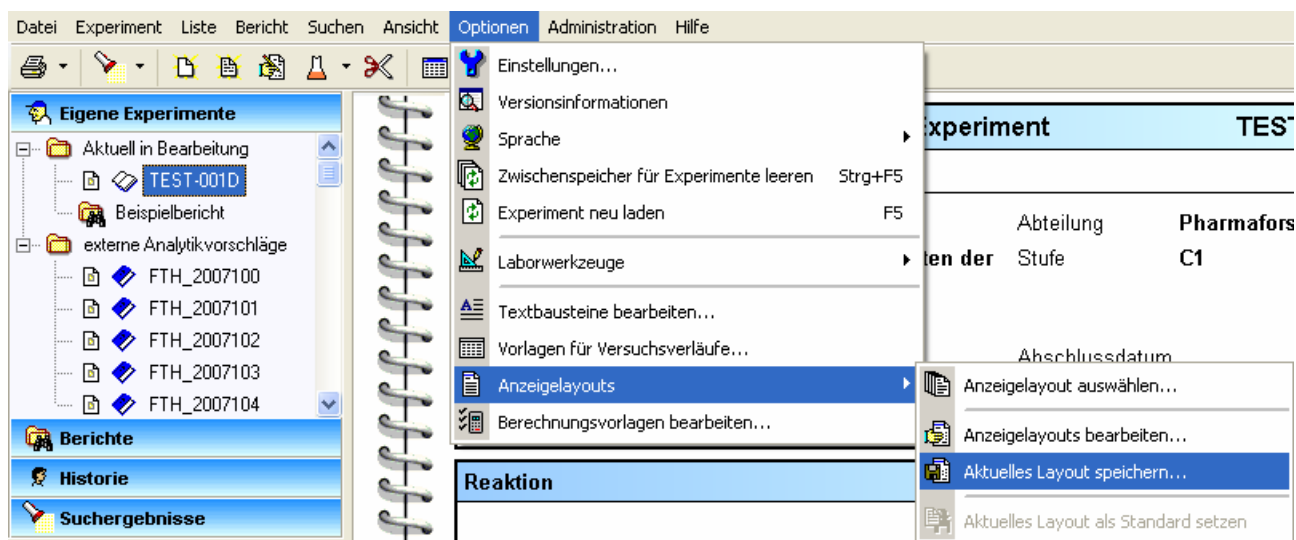 Datei Experiment Liste Bericht Suchen Ansicht Optionen Administration Hilfe
Eigene Experimente
Aktuell in Bearbeitung
TEST-001D
Beispielbericht
externe Analytikvorschläge
FTH_2007100
FTH_2007101
FTH_2007102
FTH_2007103
FTH_2007104
Berichte
Historie
Suchergebnisse
Einstellungen...
Versionsinformationen
Sprache
Zwischenspeicher für Experimente leeren Strg+F5
Experiment neu laden F5
Laborwerkzeuge
Textbausteine bearbeiten...
Vorlagen für Versuchsverläufe...
Anzeigelayouts
Berechnungsvorlagen bearbeiten...
Anzeigelayout auswählen...
Anzeigelayouts bearbeiten...
Aktuelles Layout speichern...
Aktuelles Layout als Standard setzen
xperiment TEST
Abteilung Pharmafors
ten der Stufe C1
Abschlussdatum
Reaktion